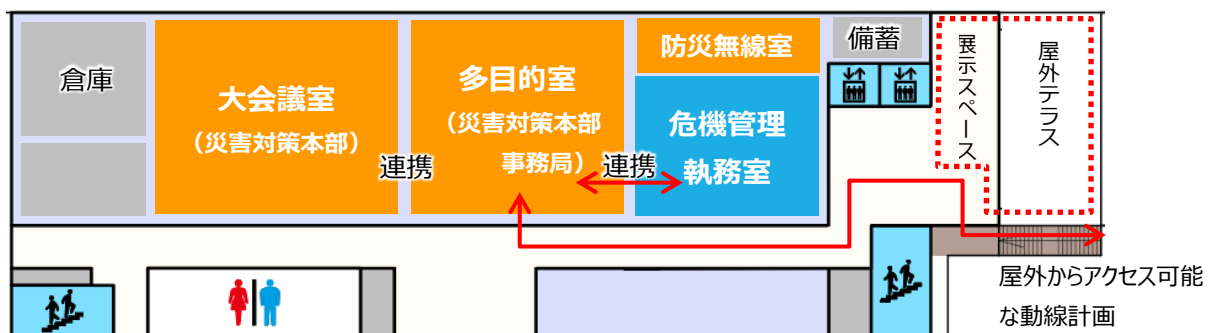 倉庫
大会議室
（災害対策本部）
連携
多目的室
（災害対策本部
事務局）
連携
防災無線室
危機管理
執務室
備蓄
展示スペース
屋外テラス
屋外からアクセス可能
な動線計画